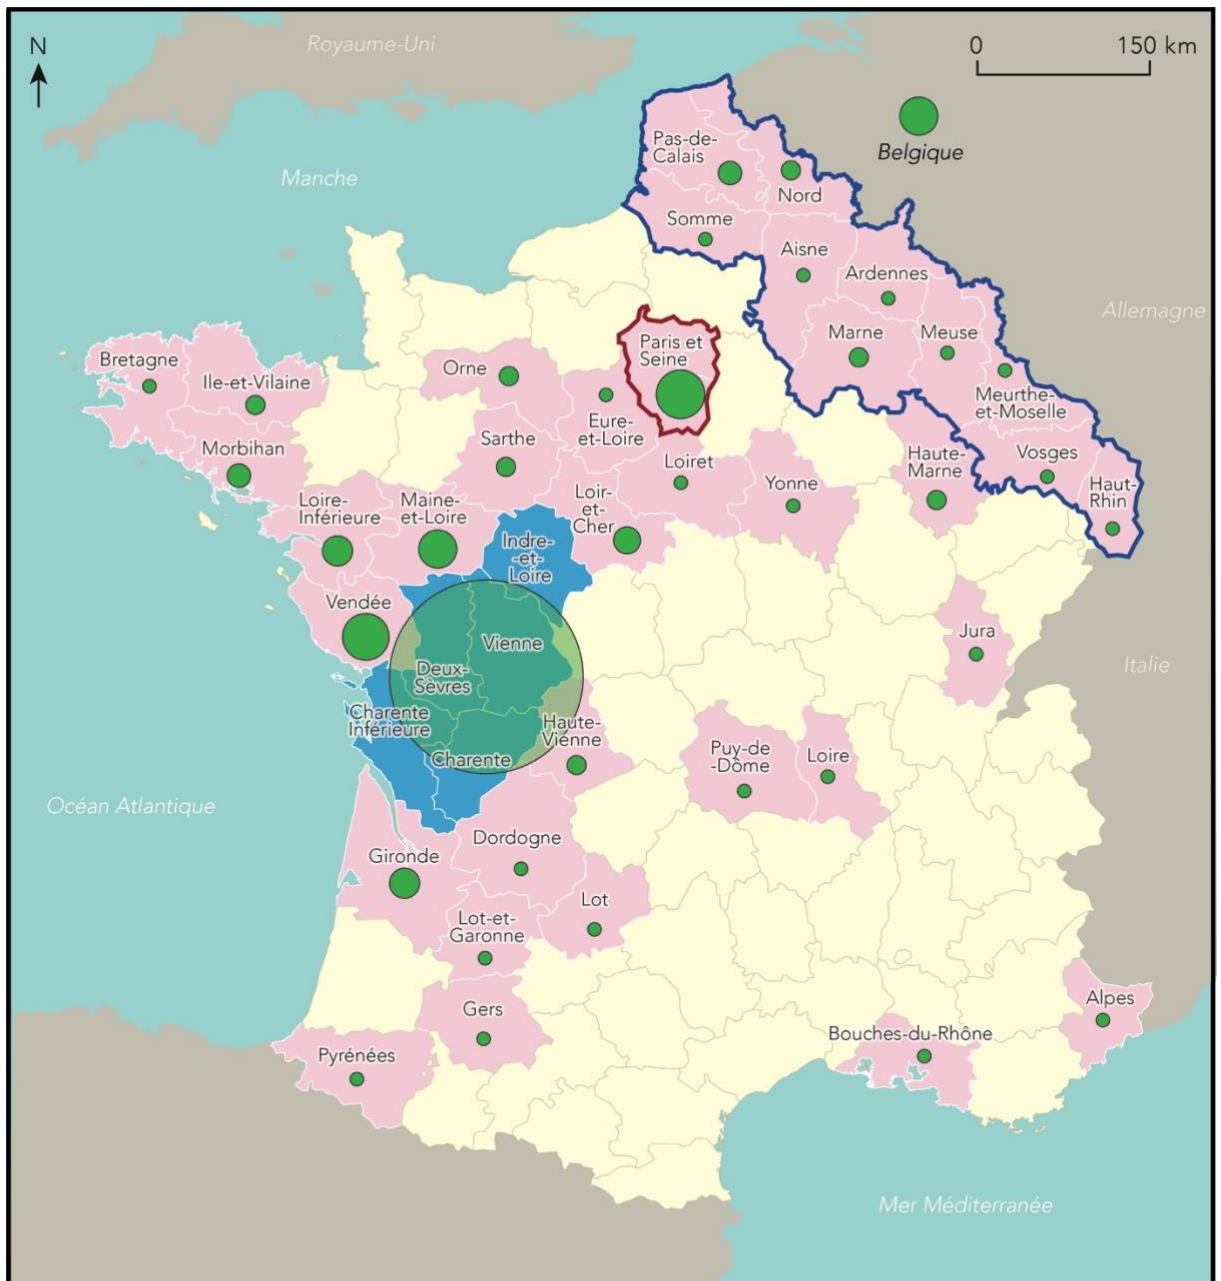 N
Royaume-Uni
0
150 km
Belgique
Pas-de-
Calais
Nord
Manche
Somme
Aisne
Ardennes
Allemagne
Marne
Meuse
Paris et
Seine
Bretagne
Ile-et-Vilaine
Orne
Meurthe-
et-Moselle
Eure-
et-Loire
Morbihan
Sarthe
Loiret
Yonne
Haute-
Marne
Vosges
Haut-
Rhin
Loire-
Inférieure
Maine-
et-Loire
Loir-
et-
Cher
Indre-
-et-
Loire
Vendée
Vienne
Jura
Italie
Deux-
Sèvres
Charente
Inférieure
Haute-
Vienne
Charente
Puy-de
-Dôme
Loire
Océan Atlantique
Dordogne
Gironde
Lot
Lot-et-
Garonne
Gers
Alpes
Bouches-du-Rhône
Pyrénées
Mer Méditerranée